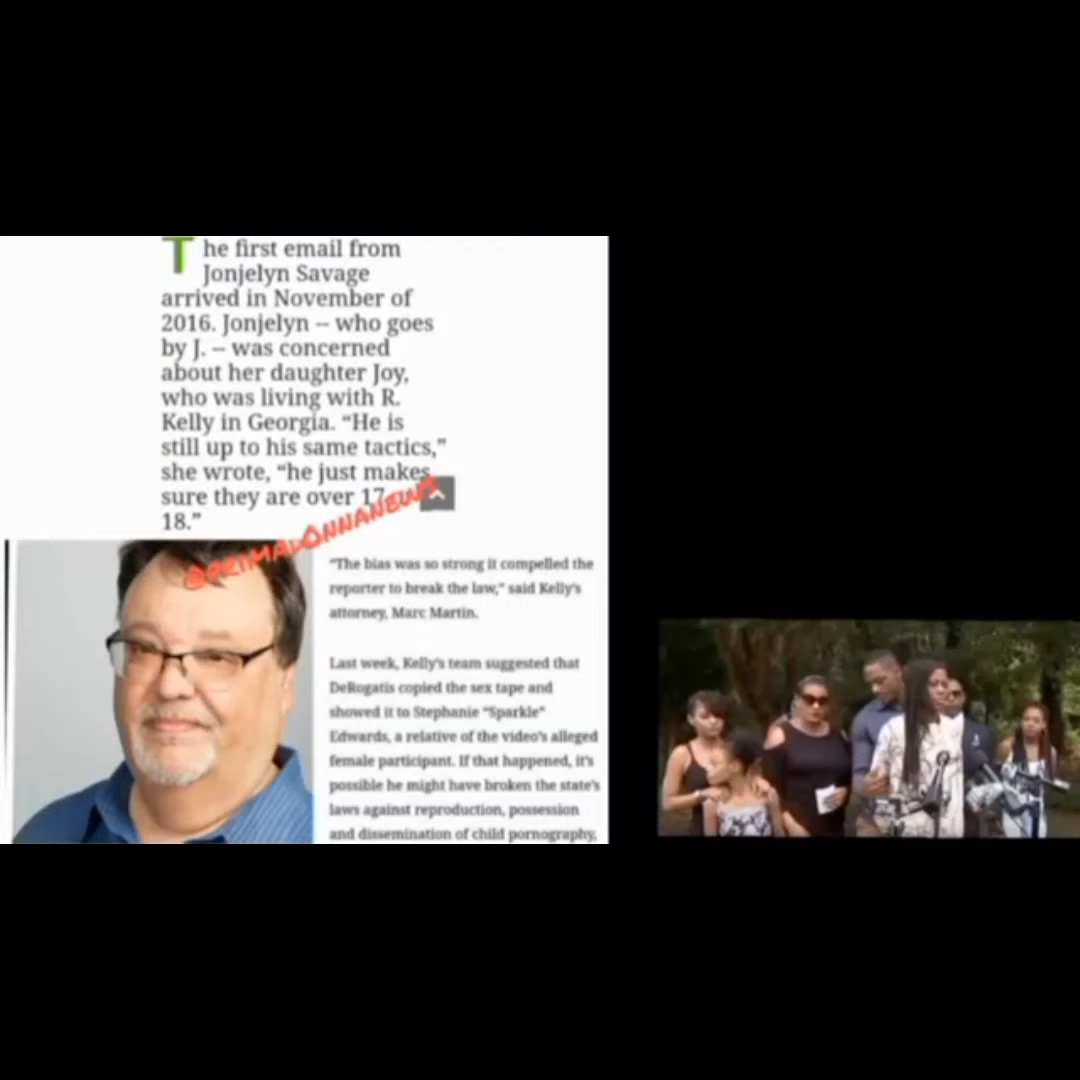 The first email from
Jonjelyn Savage
arrived in November of
2016. Jonjelyn -- who goes
by J. -- was concerned
about her daughter Joy,
who was living with R.
Kelly in Georgia. “He is
still up to his same tactics,”
she wrote, “he just makes
sure they are over 17
18.”
@PRIMALONNANEWS
“The bias was so strong it compelled the
reporter to break the law,” said Kelly's
attorney, Marc Martin.
Last week, Kelly's team suggested that
DeRogatis copied the sex tape and
showed it to Stephanie “Sparkle”
Edwards, a relative of the video's alleged
female participant. If that happened, it's
possible he might have broken the state's
laws against reproduction, possession
and dissemination of child pornography,